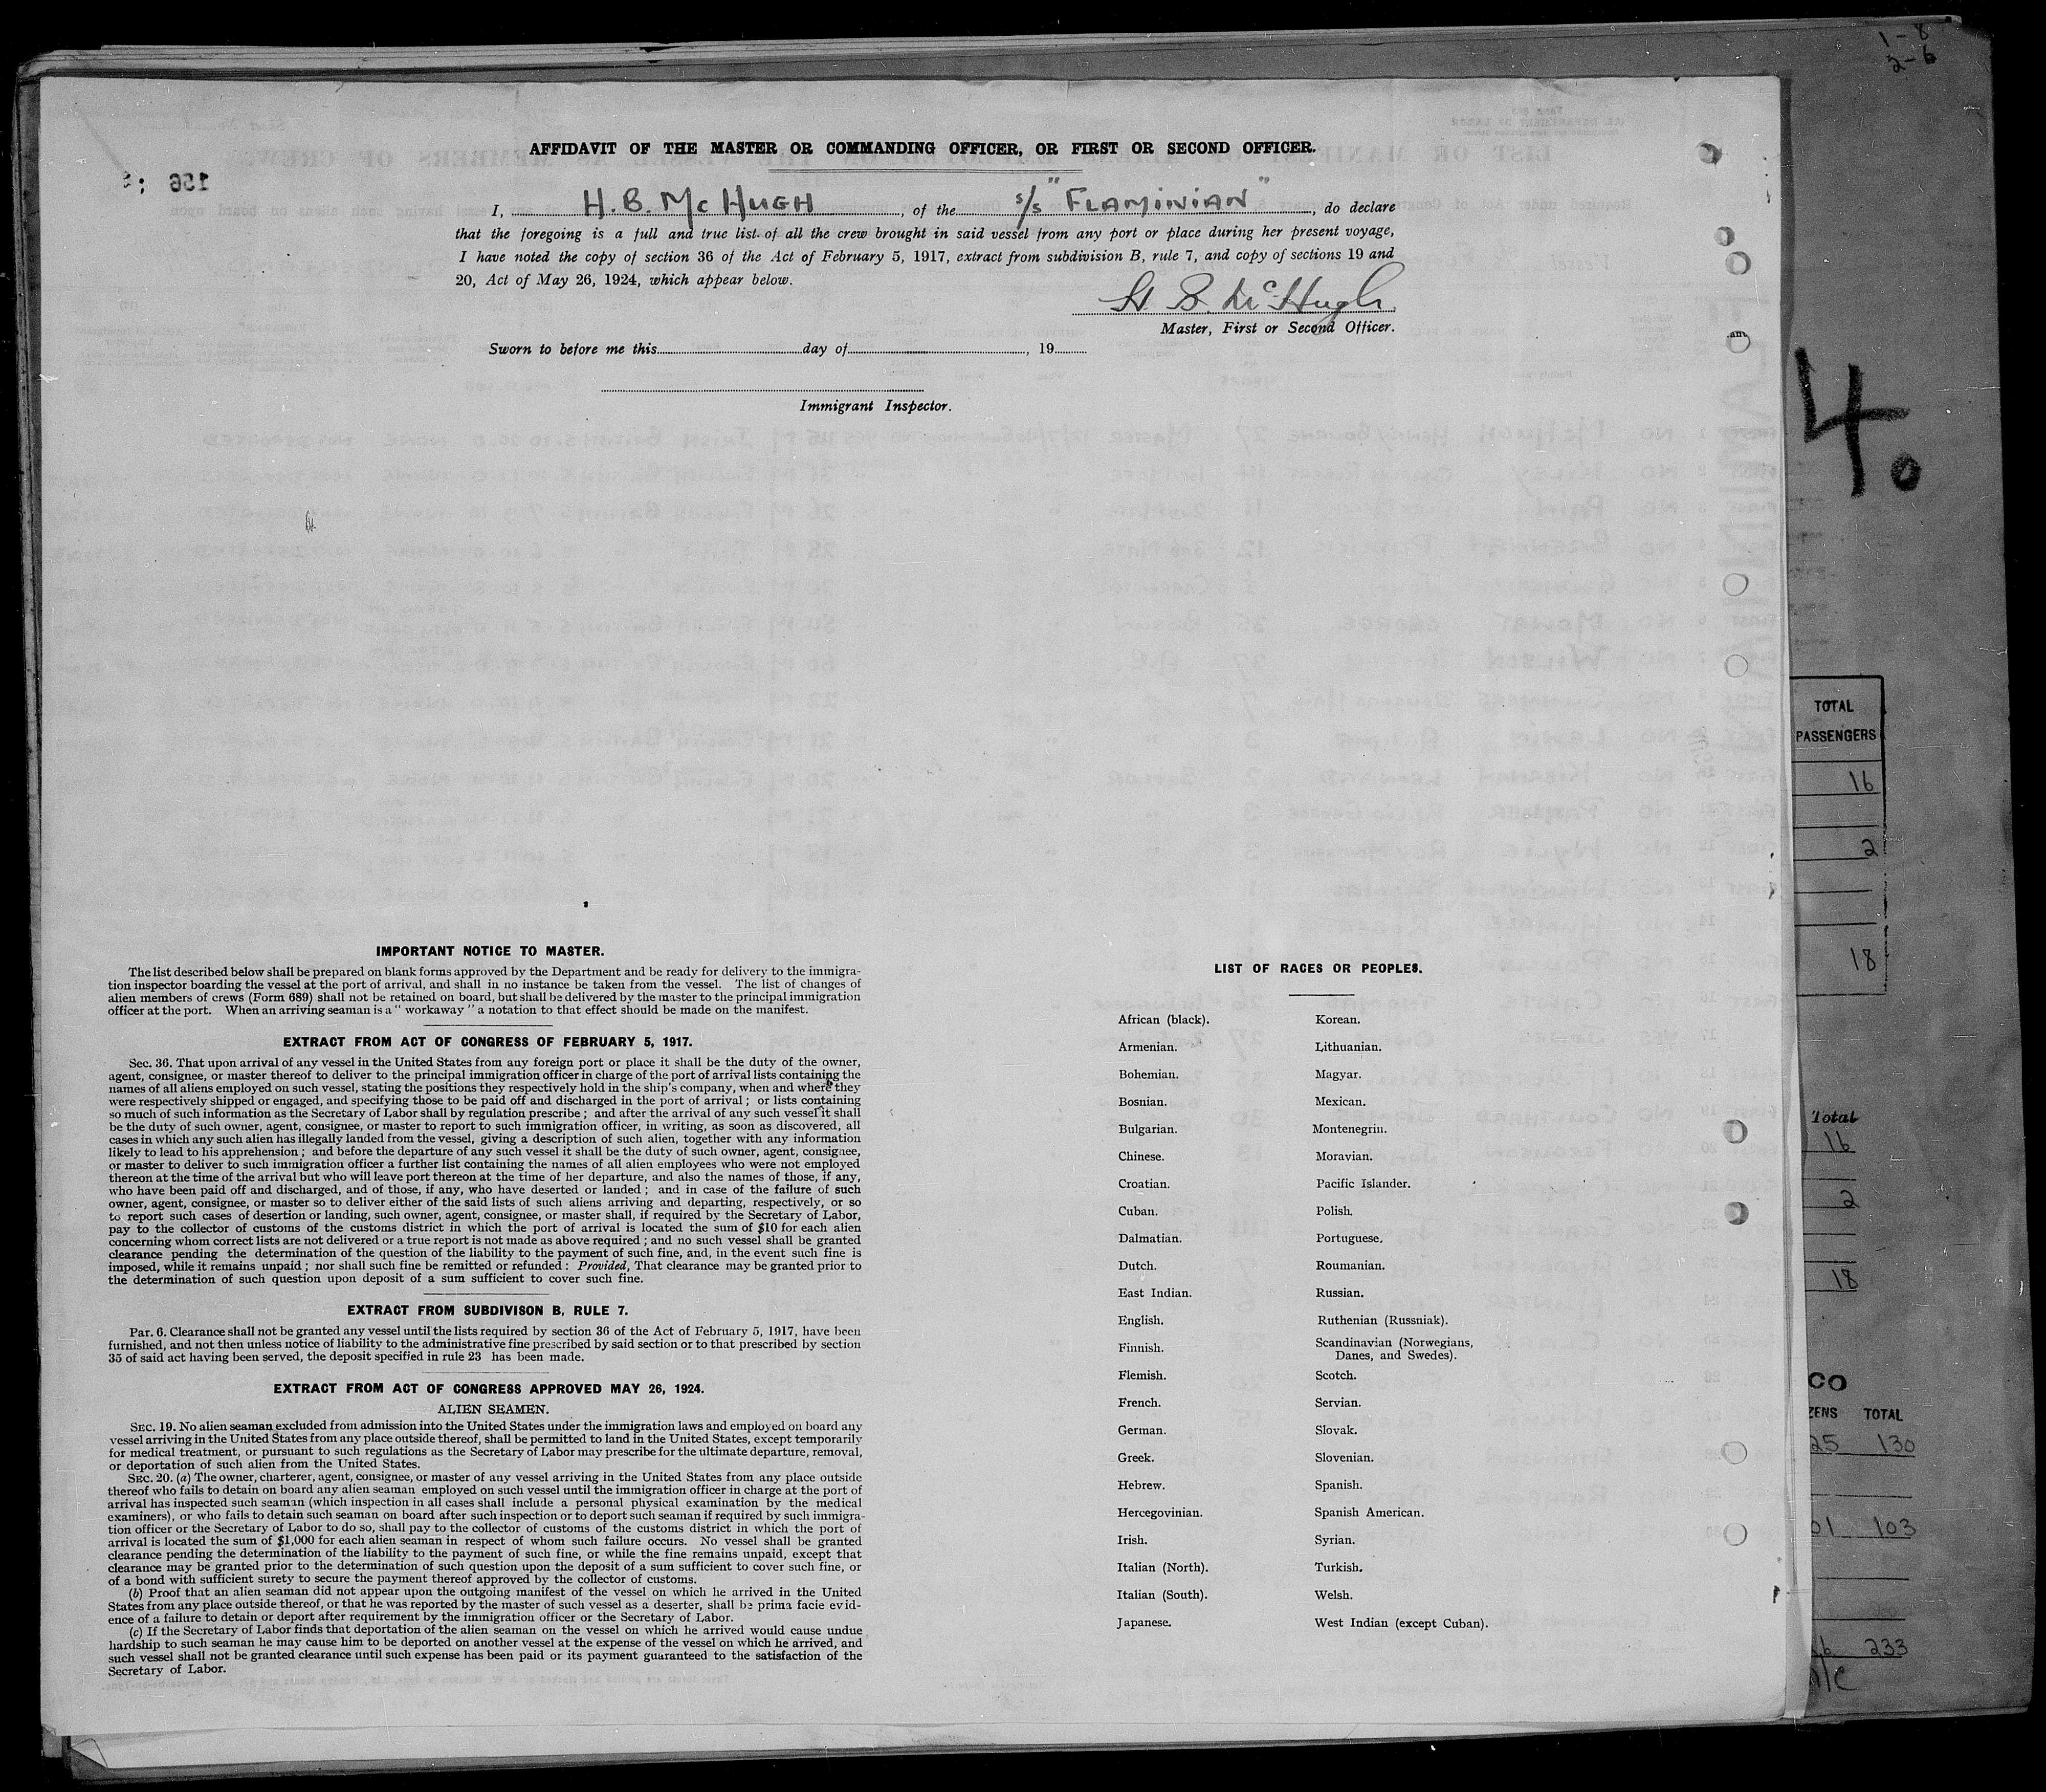 1-8
2-6
AFFIDAVIT OF THE MASTER OR COMMANDING OFFICER, OR FIRST OR SECOND OFFICER.
I, H.B. McHUGH, of the s/s "FLAMINIAN", do declare
that the foregoing is a full and true list of all the crew brought in said vessel from any port or place during her present voyage,
I have noted the copy of section 36 of the Act of February 5, 1917, extract from subdivision B, rule 7, and copy of sections 19 and
20, Act of May 26, 1924, which appear below.
H B. McHugh
Master, First or Second Officer.
Sworn to before me this day of , 19
Immigrant Inspector.
IMPORTANT NOTICE TO MASTER.
The list described below shall be prepared on blank forms approved by the Department and be ready for delivery to the immigra-
tion inspector boarding the vessel at the port of arrival, and shall in no instance be taken from the vessel. The list of changes of
alien members of crews (Form 689) shall not be retained on board, but shall be delivered by the master to the principal immigration
officer at the port. When an arriving seaman is a "workaway" a notation to that effect should be made on the manifest.
EXTRACT FROM ACT OF CONGRESS OF FEBRUARY 5, 1917.
Sec. 36. That upon arrival of any vessel in the United States from any foreign port or place it shall be the duty of the owner,
agent, consignee, or master thereof to deliver to the principal immigration officer in charge of the port of arrival lists containing the
names of all aliens employed on such vessel, stating the positions they respectively hold in the ship's company, when and where they
were respectively shipped or engaged, and specifying those to be paid off and discharged in the port of arrival; or lists containing
so much of such information as the Secretary of Labor shall by regulation prescribe; and after the arrival of any such vessel it shall
be the duty of such owner, agent, consignee, or master to report to such immigration officer, in writing, as soon as discovered, all
cases in which any such alien has illegally landed from the vessel, giving a description of such alien, together with any information
likely to lead to his apprehension; and before the departure of any such vessel it shall be the duty of such owner, agent, consignee,
or master to deliver to such immigration officer a further list containing the names of all alien employees who were not employed
thereon at the time of the arrival but who will leave port thereon at the time of her departure, and also the names of those, if any,
who have been paid off and discharged, and of those, if any, who have deserted or landed; and in case of the failure of such
owner, agent, consignee, or master so to deliver either of the said lists of such aliens arriving and departing, respectively, or so
to report such cases of desertion or landing, such owner, agent, consignee, or master shall, if required by the Secretary of Labor,
pay to the collector of customs of the customs district in which the port of arrival is located the sum of $10 for each alien
concerning whom correct lists are not delivered or a true report is not made as above required; and no such vessel shall be granted
clearance pending the determination of the question of the liability to the payment of such fine, and, in the event such fine is
imposed, while it remains unpaid; nor shall such fine be remitted or refunded: Provided, That clearance may be granted prior to
the determination of such question upon deposit of a sum sufficient to cover such fine.
EXTRACT FROM SUBDIVISON B, RULE 7.
Par. 6. Clearance shall not be granted any vessel until the lists required by section 36 of the Act of February 5, 1917, have been
furnished, and not then unless notice of liability to the administrative fine prescribed by said section or to that prescribed by section
35 of said act having been served, the deposit specified in rule 23 has been made.
EXTRACT FROM ACT OF CONGRESS APPROVED MAY 26, 1924.
ALIEN SEAMEN.
SEC. 19. No alien seaman excluded from admission into the United States under the immigration laws and employed on board any
vessel arriving in the United States from any place outside thereof, shall be permitted to land in the United States, except temporarily
for medical treatment, or pursuant to such regulations as the Secretary of Labor may prescribe for the ultimate departure, removal,
or deportation of such alien from the United States.
SEC. 20. (a) The owner, charterer, agent, consignee, or master of any vessel arriving in the United States from any place outside
thereof who fails to detain on board any alien seaman employed on such vessel until the immigration officer in charge at the port of
arrival has inspected such seaman (which inspection in all cases shall include a personal physical examination by the medical
examiners), or who fails to detain such seaman on board after such inspection or to deport such seaman if required by such immigra-
tion officer or the Secretary of Labor to do so, shall pay to the collector of customs of the customs district in which the port of
arrival is located the sum of $1,000 for each alien seaman in respect of whom such failure occurs. No vessel shall be granted
clearance pending the determination of the liability to the payment of such fine, or while the fine remains unpaid, except that
clearance may be granted prior to the determination of such question upon the deposit of a sum sufficient to cover such fine, or
of a bond with sufficient surety to secure the payment thereof approved by the collector of customs.
(b) Proof that an alien seaman did not appear upon the outgoing manifest of the vessel on which he arrived in the United
States from any place outside thereof, or that he was reported by the master of such vessel as a deserter, shall be prima facie evid-
ence of a failure to detain or deport after requirement by the immigration officer or the Secretary of Labor.
(c) If the Secretary of Labor finds that deportation of the alien seaman on the vessel on which he arrived would cause undue
hardship to such seaman he may cause him to be deported on another vessel at the expense of the vessel on which he arrived, and
such vessel shall not be granted clearance until such expense has been paid or its payment guaranteed to the satisfaction of the
Secretary of Labor.
LIST OF RACES OR PEOPLES.
African (black). Korean.
Armenian. Lithuanian.
Bohemian. Magyar.
Bosnian. Mexican.
Bulgarian. Montenegrin.
Chinese. Moravian.
Croatian. Pacific Islander.
Cuban. Polish.
Dalmatian. Portuguese.
Dutch. Roumanian.
East Indian. Russian.
English. Ruthenian (Russniak).
Finnish. Scandinavian (Norwegians,
Danes, and Swedes).
Flemish. Scotch.
French. Servian.
German. Slovak.
Greek. Slovenian.
Hebrew. Spanish.
Hercegovinian. Spanish American.
Irish. Syrian.
Italian (North). Turkish.
Italian (South). Welsh.
Japanese. West Indian (except Cuban).
4.
TOTAL
PASSENGERS
16
2
18
Total
16
2
18
CO
ZENS TOTAL
25 130
01 103
233